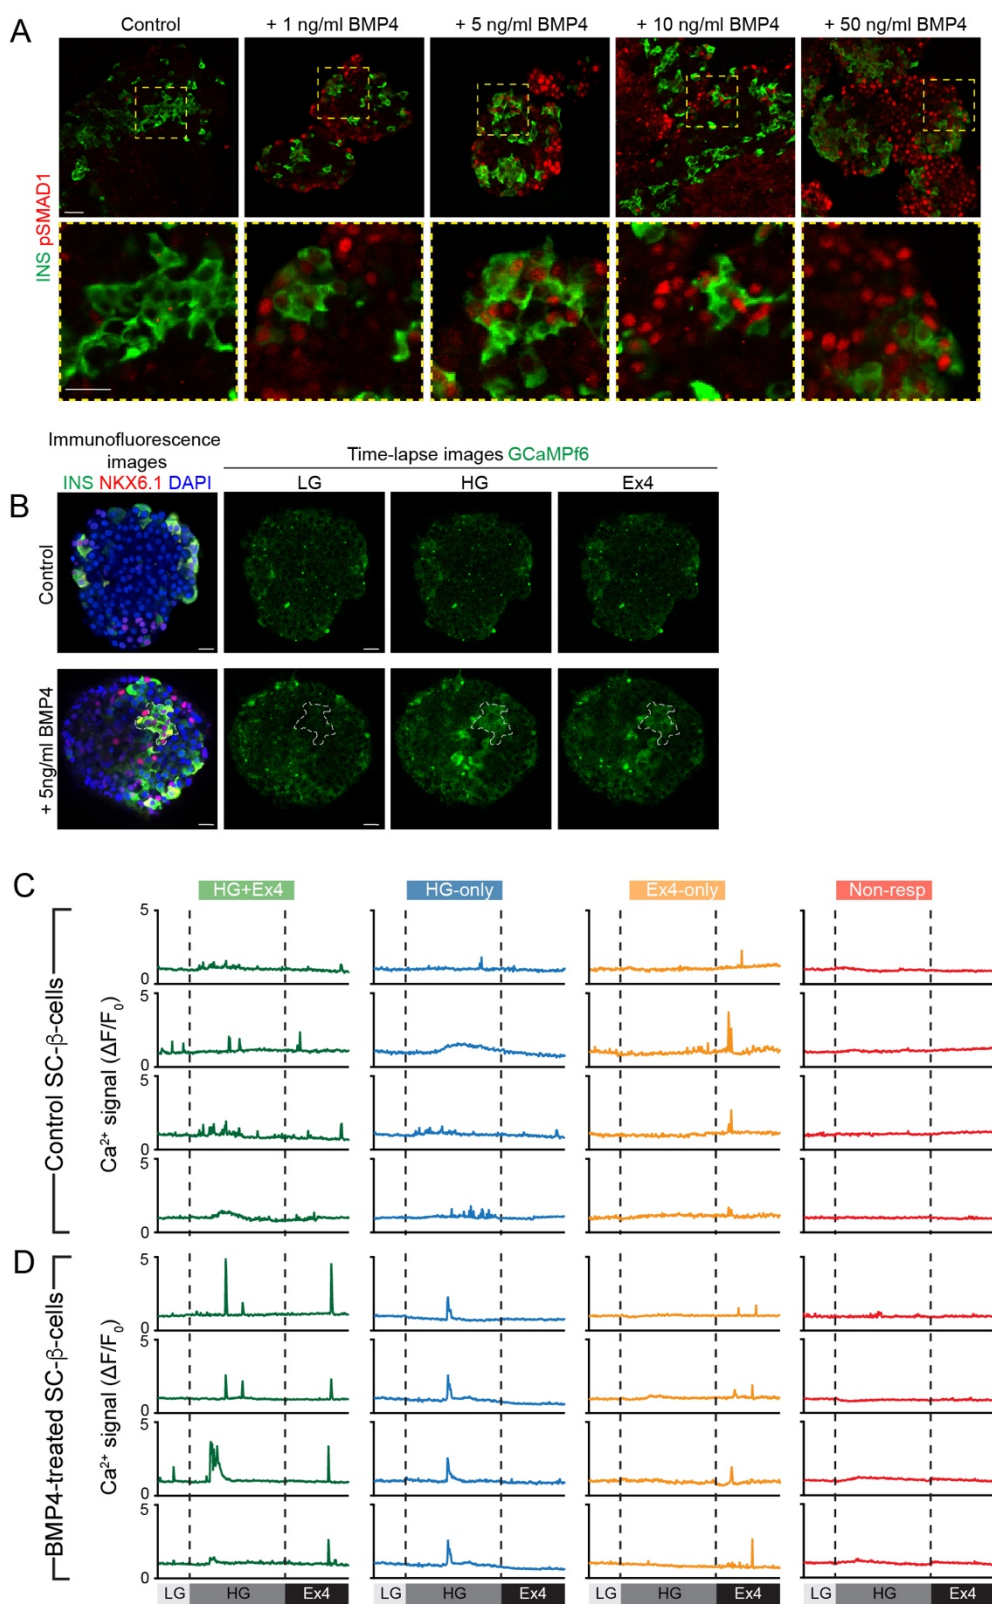 A
Control
+ 1 ng/ml BMP4
+ 5 ng/ml BMP4
+ 10 ng/ml BMP4
+ 50 ng/ml BMP4
INS pSMAD1
B
Immunofluorescence
images
INS NKX6.1 DAPI
Time-lapse images GCaMPf6
LG
HG
Ex4
Control
+ 5ng/ml BMP4
C
HG+Ex4
HG-only
Ex4-only
Non-resp
Control SC-β-cells
Ca²⁺ signal (ΔF/F₀)
5
0
5
0
5
0
5
0
D
BMP4-treated SC-β-cells
Ca²⁺ signal (ΔF/F₀)
5
0
5
0
5
0
5
0
LG HG Ex4
LG HG Ex4
LG HG Ex4
LG HG Ex4